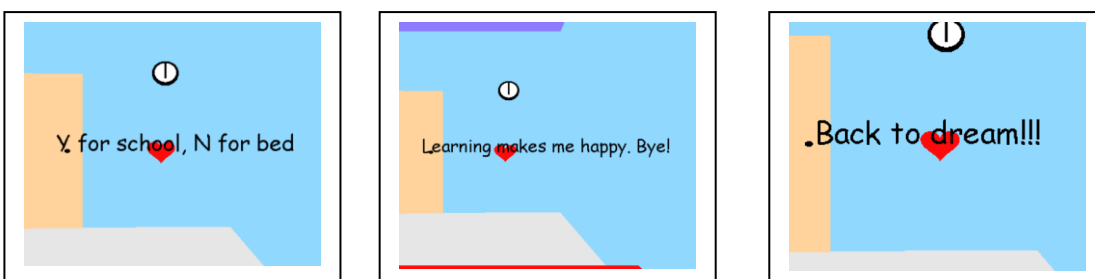 Y for school, N for bed
Learning makes me happy. Bye!
Back to dream!!!